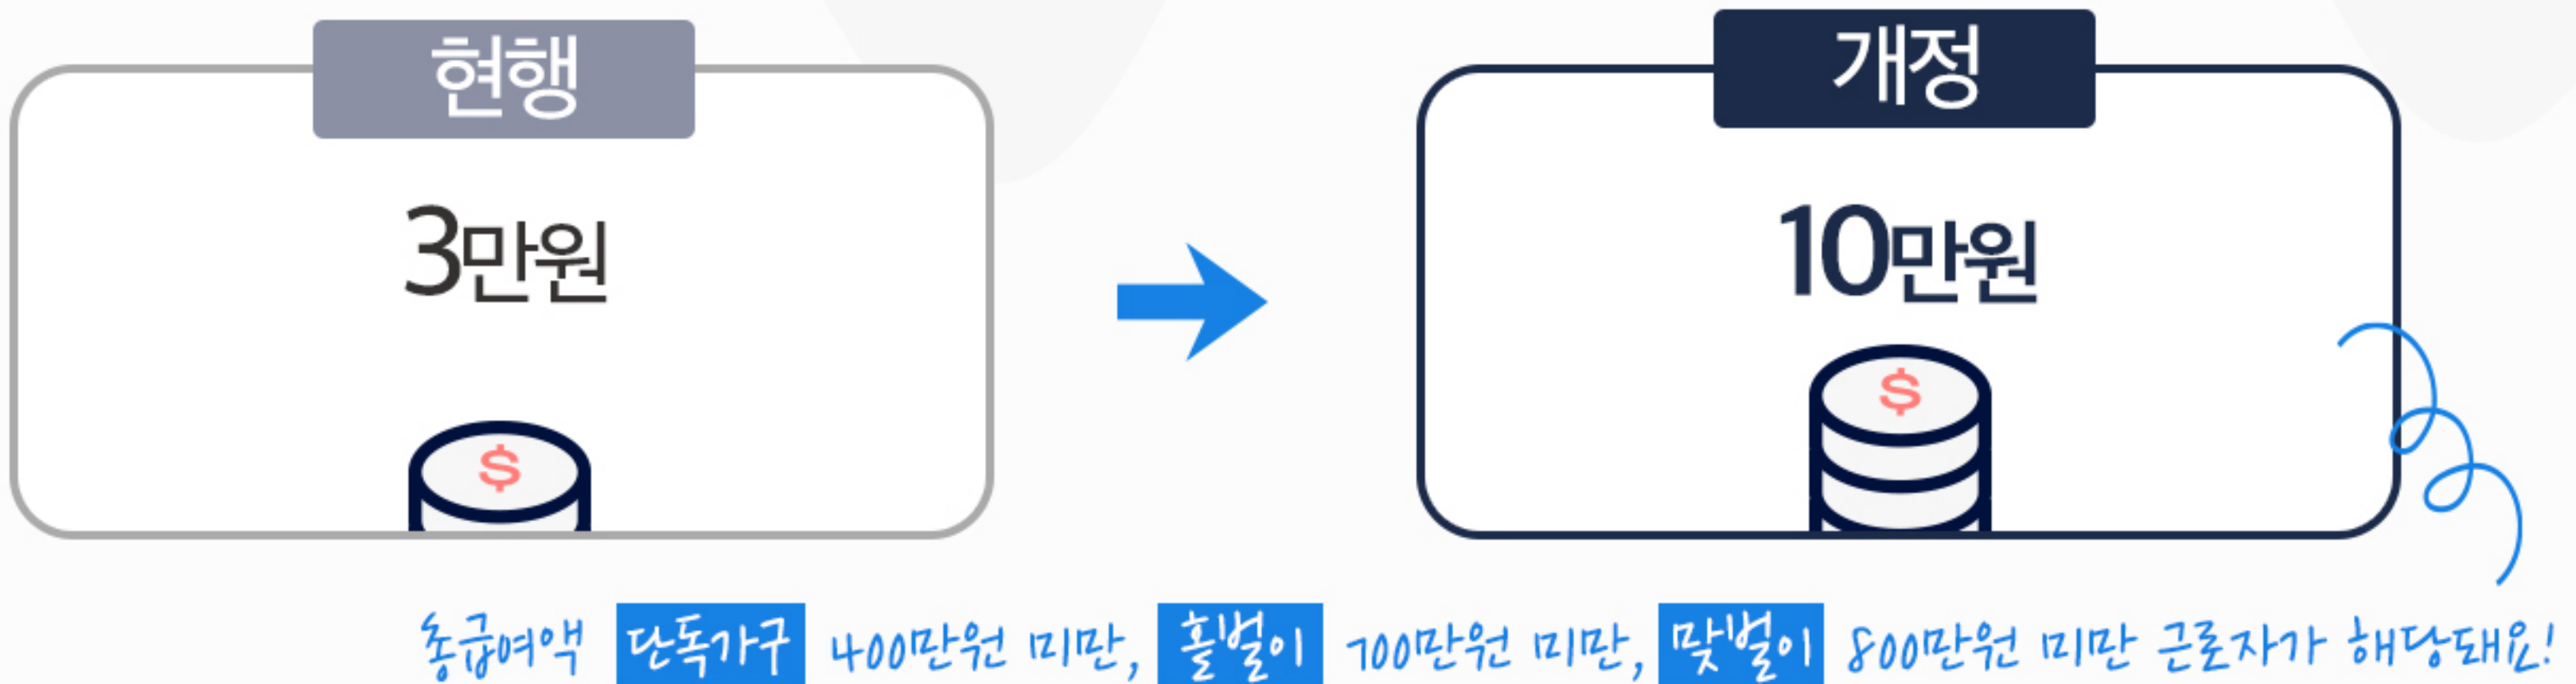 현행
개정
3만원
10만원
총급여액 단독가구 400만원 미만, 홑벌이 700만원 미만, 맞벌이 800만원 미만 근로자가 해당돼요!